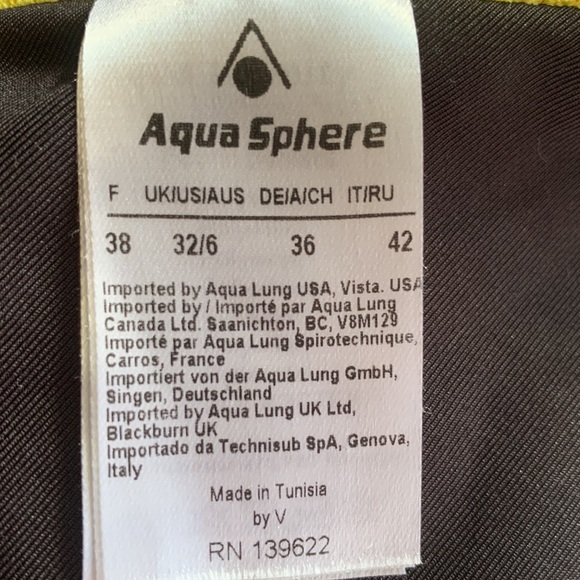 Aqua Sphere
F UK/US/AUS DE/A/CH IT/RU
38 32/6 36 42
Imported by Aqua Lung USA, Vista. USA
Imported by / Importé par Aqua Lung
Canada Ltd. Saanichton, BC, V8M129
Importé par Aqua Lung Spirotechnique,
Carros, France
Importiert von der Aqua Lung GmbH,
Singen, Deutschland
Imported by Aqua Lung UK Ltd,
Blackburn UK
Importado da Technisub SpA, Genova,
Italy
Made in Tunisia
by V
RN 139622